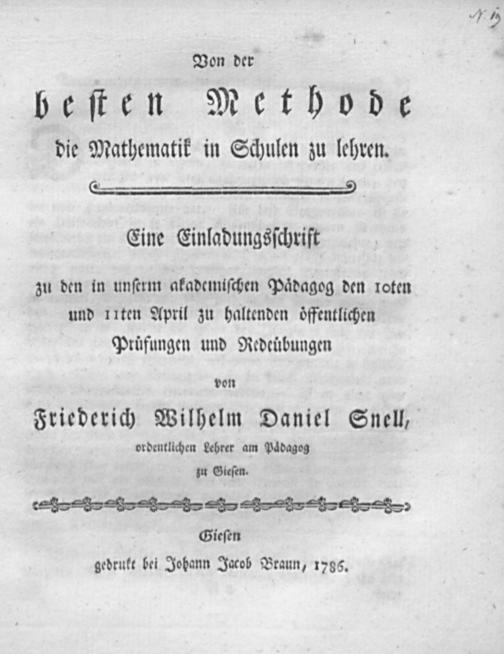 N. 19
Von der
besten Methode
die Mathematik in Schulen zu lehren.
Eine Einladungsschrift
zu den in unserm akademischen Pädagog den 10ten
und 11ten April zu haltenden öffentlichen
Prüfungen und Redeübungen
von
Friederich Wilhelm Daniel Snell,
ordentlichen Lehrer am Pädagog
zu Giesen.
Giesen
gedrukt bei Johann Jacob Braun, 1786.